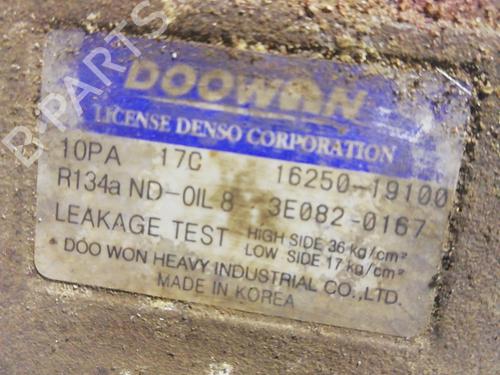 DOOWON
LICENSE DENSO CORPORATION
10PA 17C 16250-19100
R134a ND-OIL 8 3E082-0167
LEAKAGE TEST HIGH SIDE 36 kg/cm²
LOW SIDE 17 kg/cm²
* DOO WON HEAVY INDUSTRIAL CO.,LTD.
MADE IN KOREA
B-PARTS